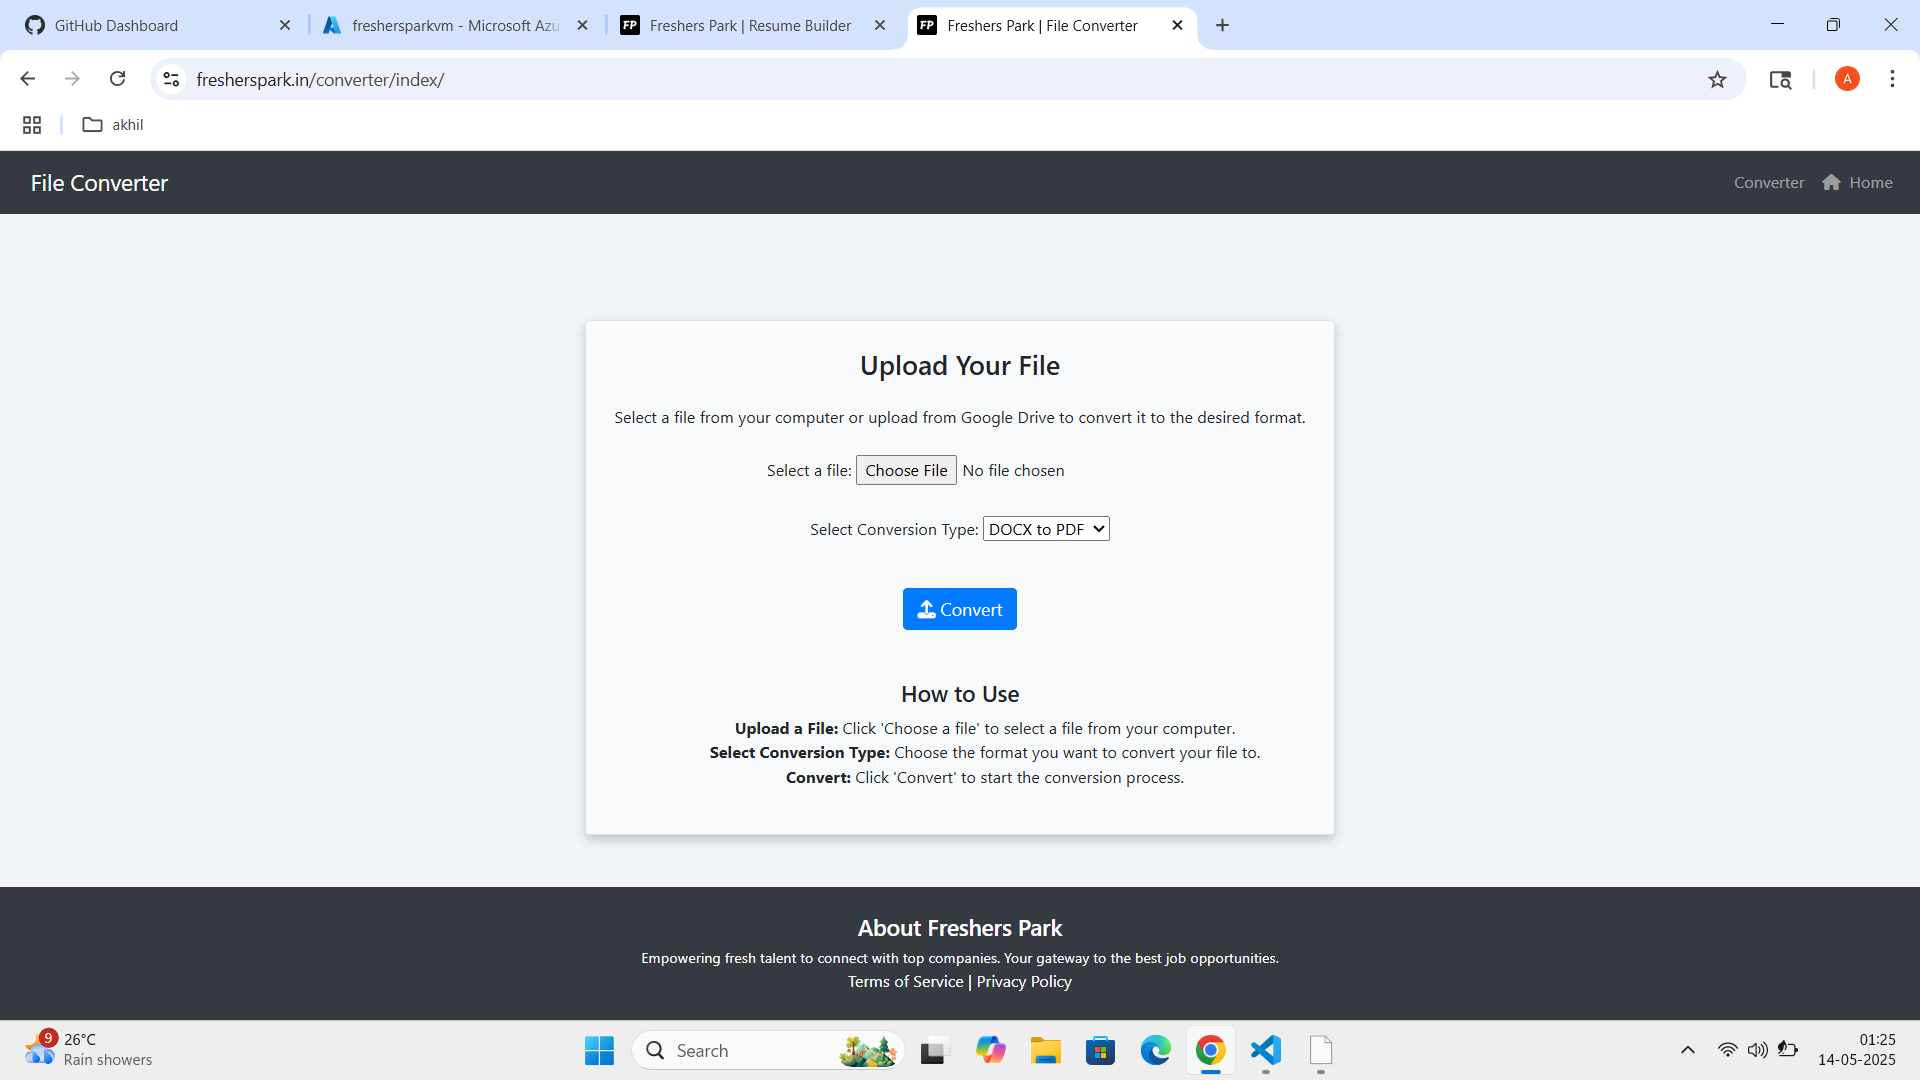 GitHub Dashboard
freshersparkvm - Microsoft Azu
FP Freshers Park | Resume Builder
FP Freshers Park | File Converter
fresherspark.in/converter/index/
A
akhil
File Converter
Converter
Home
Upload Your File
Select a file from your computer or upload from Google Drive to convert it to the desired format.
Select a file: Choose File No file chosen
Select Conversion Type: DOCX to PDF
Convert
How to Use
Upload a File: Click 'Choose a file' to select a file from your computer.
Select Conversion Type: Choose the format you want to convert your file to.
Convert: Click 'Convert' to start the conversion process.
About Freshers Park
Empowering fresh talent to connect with top companies. Your gateway to the best job opportunities.
Terms of Service | Privacy Policy
9
26°C
Rain showers
Search
01:25
14-05-2025